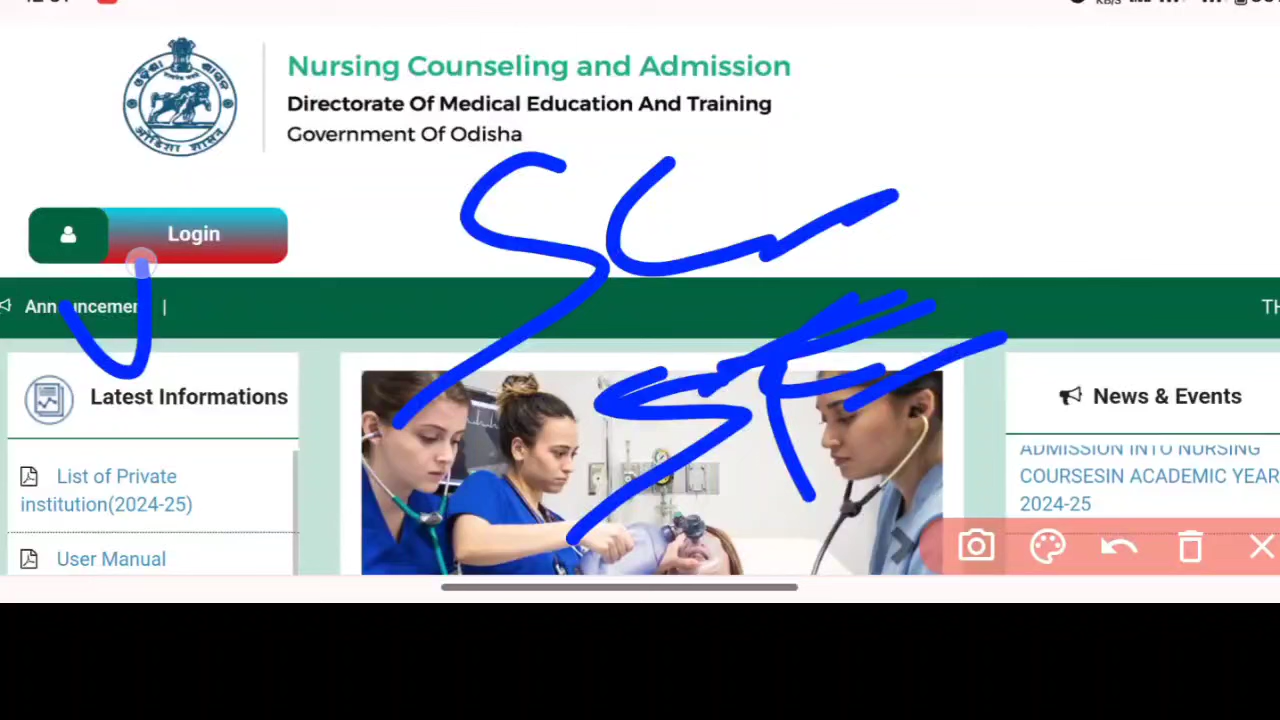 Nursing Counseling and Admission
Directorate Of Medical Education And Training
Government Of Odisha
Login
Announcement |
Latest Informations
News & Events
List of Private
institution(2024-25)
User Manual
ADMISSION INTO NURSING
COURSESIN ACADEMIC YEAR
2024-25